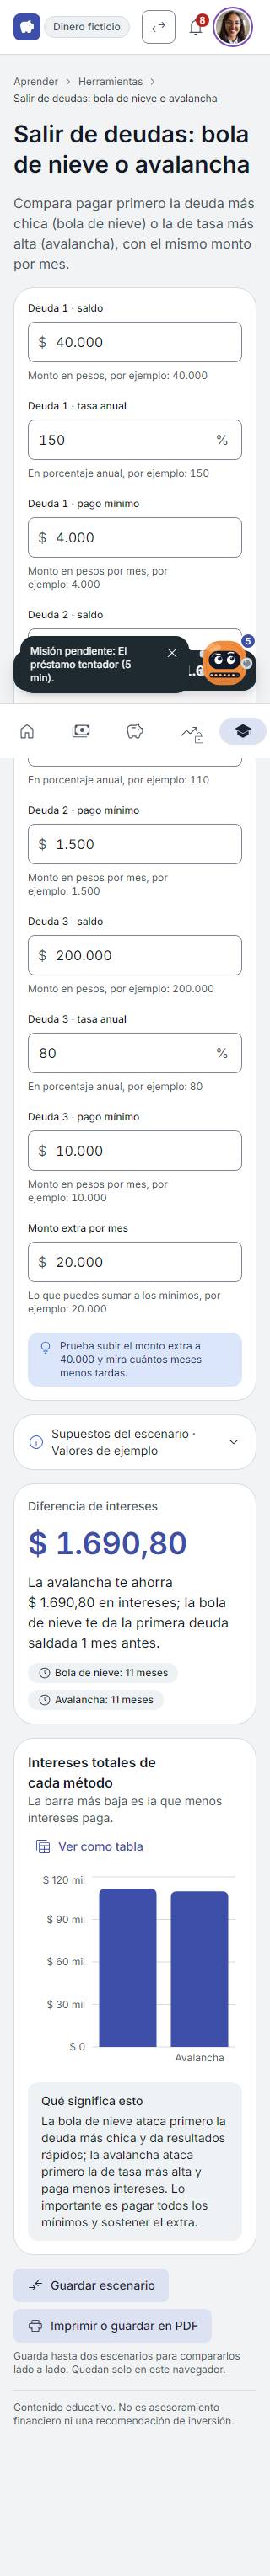 Dinero ficticio
8
Aprender
Herramientas
Salir de deudas: bola de nieve o avalancha
Salir de deudas: bola
de nieve o avalancha
Compara pagar primero la deuda más
chica (bola de nieve) o la de tasa más
alta (avalancha), con el mismo monto
por mes.
Deuda 1 · saldo
$ 40.000
Monto en pesos, por ejemplo: 40.000
Deuda 1 · tasa anual
150 %
En porcentaje anual, por ejemplo: 150
Deuda 1 · pago mínimo
$ 4.000
Monto en pesos por mes, por
ejemplo: 4.000
Deuda 2 · saldo
5
Misión pendiente: El
préstamo tentador (5
min).
En porcentaje anual, por ejemplo: 110
Deuda 2 · pago mínimo
$ 1.500
Monto en pesos por mes, por
ejemplo: 1.500
Deuda 3 · saldo
$ 200.000
Monto en pesos, por ejemplo: 200.000
Deuda 3 · tasa anual
80 %
En porcentaje anual, por ejemplo: 80
Deuda 3 · pago mínimo
$ 10.000
Monto en pesos por mes, por
ejemplo: 10.000
Monto extra por mes
$ 20.000
Lo que puedes sumar a los mínimos, por
ejemplo: 20.000
Prueba subir el monto extra a
40.000 y mira cuántos meses
menos tardas.
Supuestos del escenario ·
Valores de ejemplo
Diferencia de intereses
$ 1.690,80
La avalancha te ahorra
$ 1.690,80 en intereses; la bola
de nieve te da la primera deuda
saldada 1 mes antes.
Bola de nieve: 11 meses
Avalancha: 11 meses
Intereses totales de
cada método
La barra más baja es la que menos
intereses paga.
Ver como tabla
$ 120 mil
$ 90 mil
$ 60 mil
$ 30 mil
$ 0
Avalancha
Qué significa esto
La bola de nieve ataca primero la
deuda más chica y da resultados
rápidos; la avalancha ataca
primero la de tasa más alta y
paga menos intereses. Lo
importante es pagar todos los
mínimos y sostener el extra.
Guardar escenario
Imprimir o guardar en PDF
Guarda hasta dos escenarios para compararlos
lado a lado. Quedan solo en este navegador.
Contenido educativo. No es asesoramiento
financiero ni una recomendación de inversión.